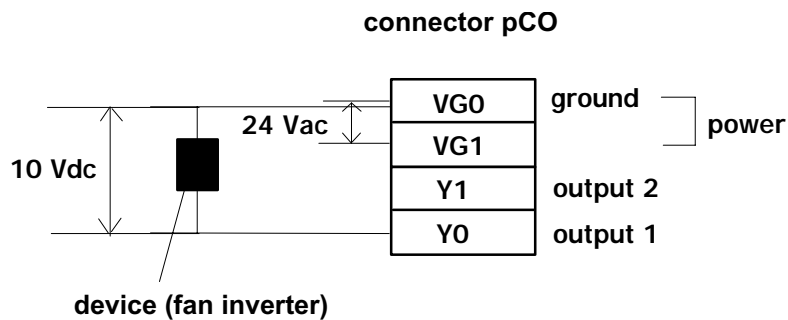 connector pCO
VG0 ground
24 Vac
power
VG1
10 Vdc
Y1 output 2
Y0 output 1
device (fan inverter)